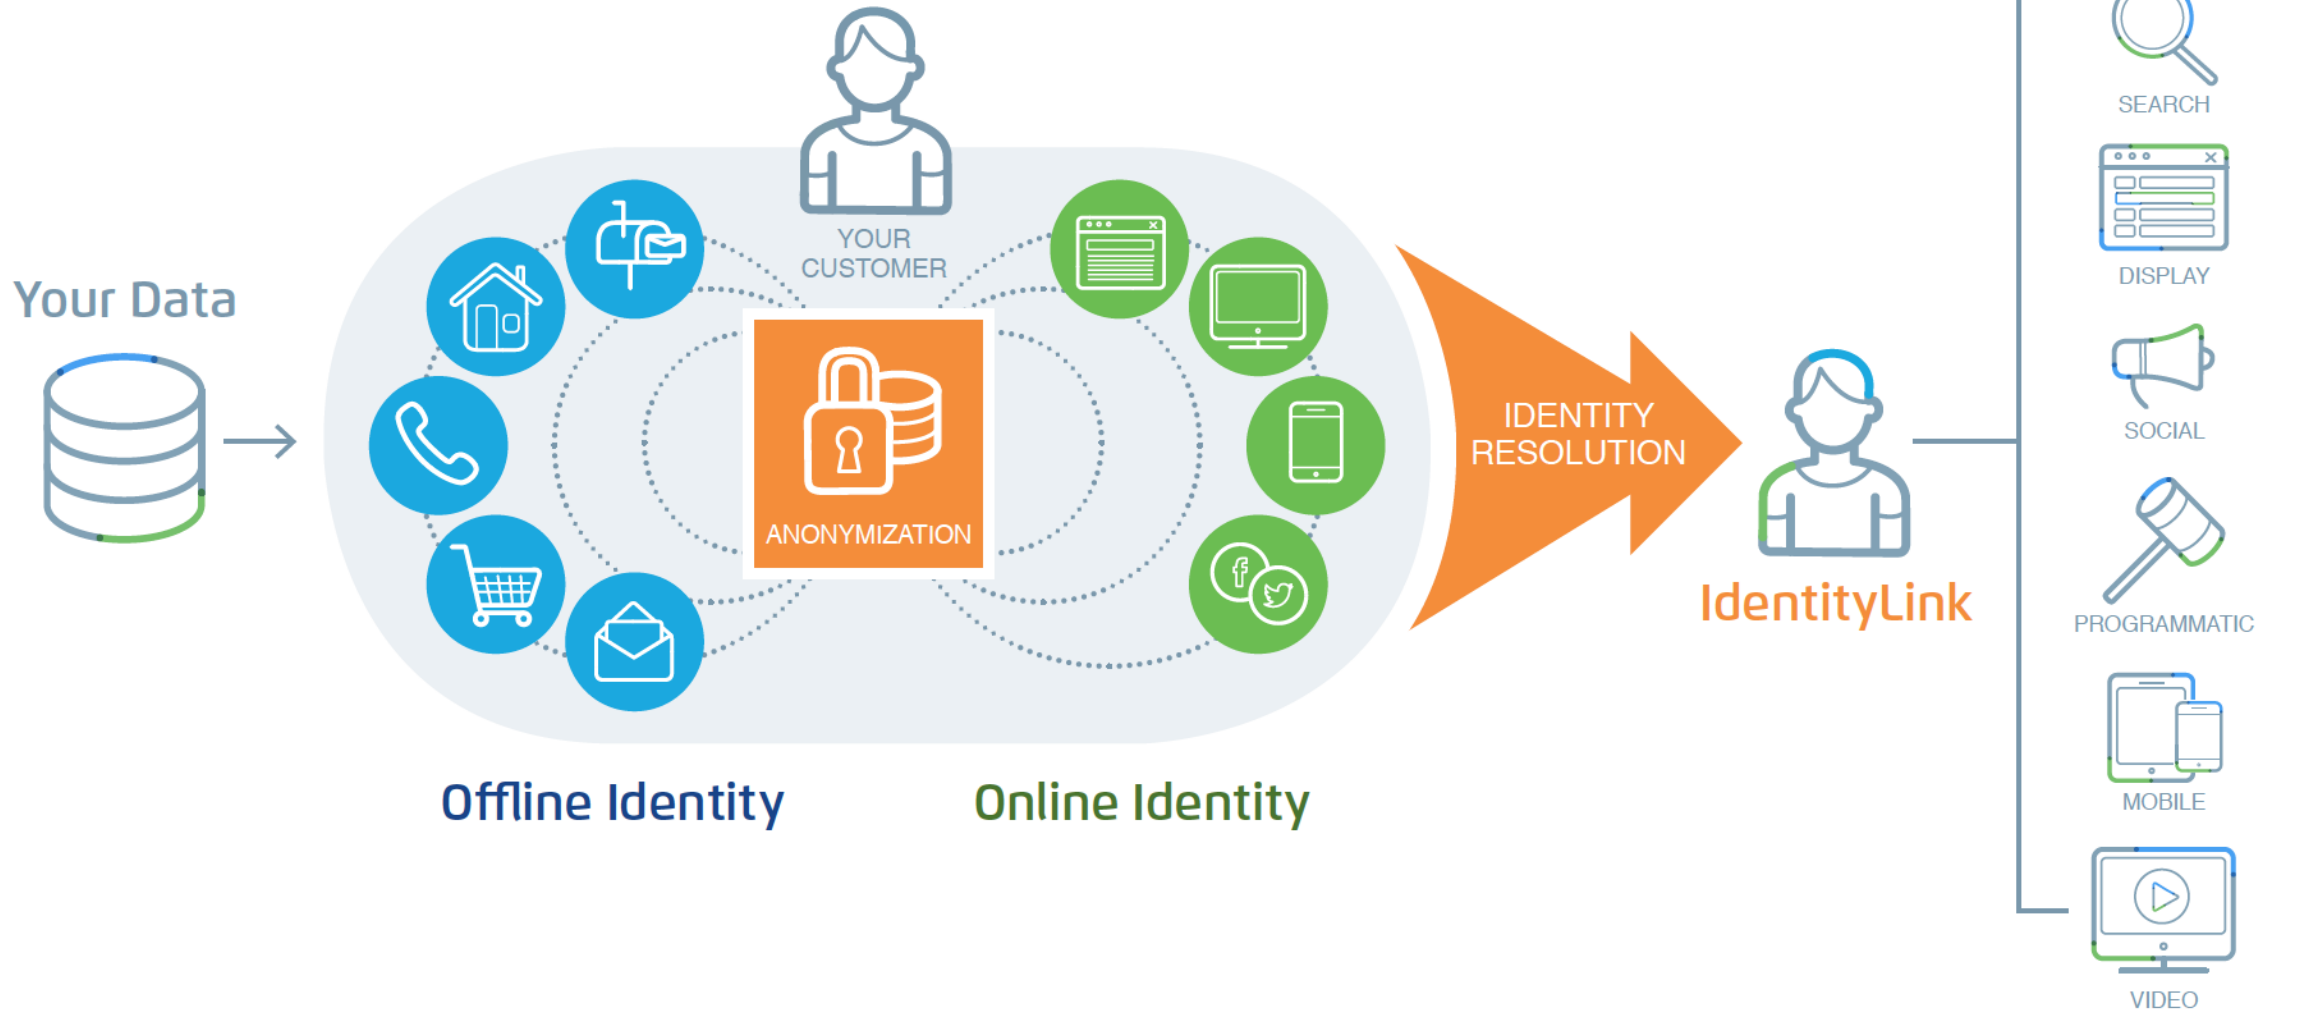 Your Data
YOUR
CUSTOMER
ANONYMIZATION
Offline Identity
Online Identity
IDENTITY
RESOLUTION
IdentityLink
SEARCH
DISPLAY
SOCIAL
PROGRAMMATIC
MOBILE
VIDEO